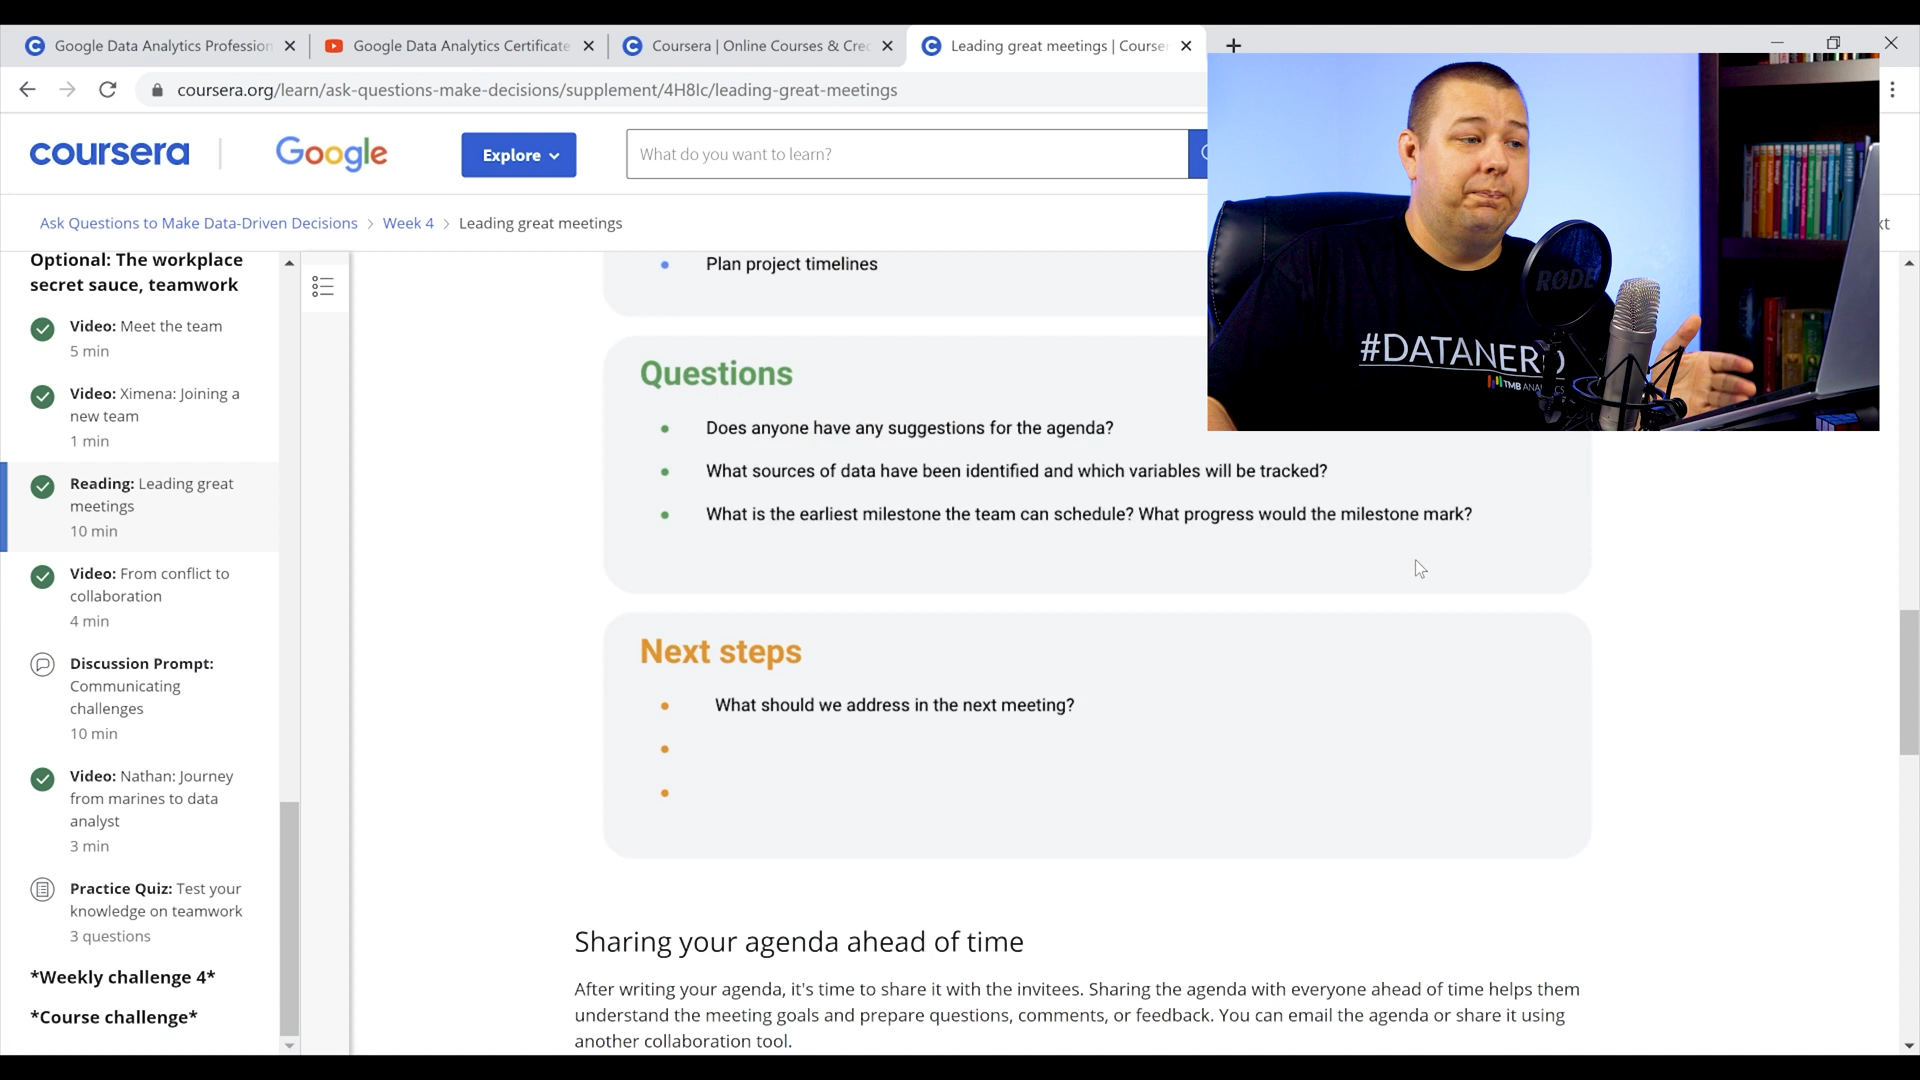 Google Data Analytics Profession
Google Data Analytics Certificate
Coursera | Online Courses & Cre
Leading great meetings | Course
coursera.org/learn/ask-questions-make-decisions/supplement/4H8Ic/leading-great-meetings
coursera
Google
Explore
What do you want to learn?
Ask Questions to Make Data-Driven Decisions > Week 4 > Leading great meetings
Optional: The workplace
secret sauce, teamwork
Video: Meet the team
5 min
Video: Ximena: Joining a
new team
1 min
Reading: Leading great
meetings
10 min
Video: From conflict to
collaboration
4 min
Discussion Prompt:
Communicating
challenges
10 min
Video: Nathan: Journey
from marines to data
analyst
3 min
Practice Quiz: Test your
knowledge on teamwork
3 questions
*Weekly challenge 4*
*Course challenge*
Plan project timelines
Questions
Does anyone have any suggestions for the agenda?
What sources of data have been identified and which variables will be tracked?
What is the earliest milestone the team can schedule? What progress would the milestone mark?
Next steps
What should we address in the next meeting?
Sharing your agenda ahead of time
After writing your agenda, it's time to share it with the invitees. Sharing the agenda with everyone ahead of time helps them
understand the meeting goals and prepare questions, comments, or feedback. You can email the agenda or share it using
another collaboration tool.
RODE
#DATANERD
TMB ANA